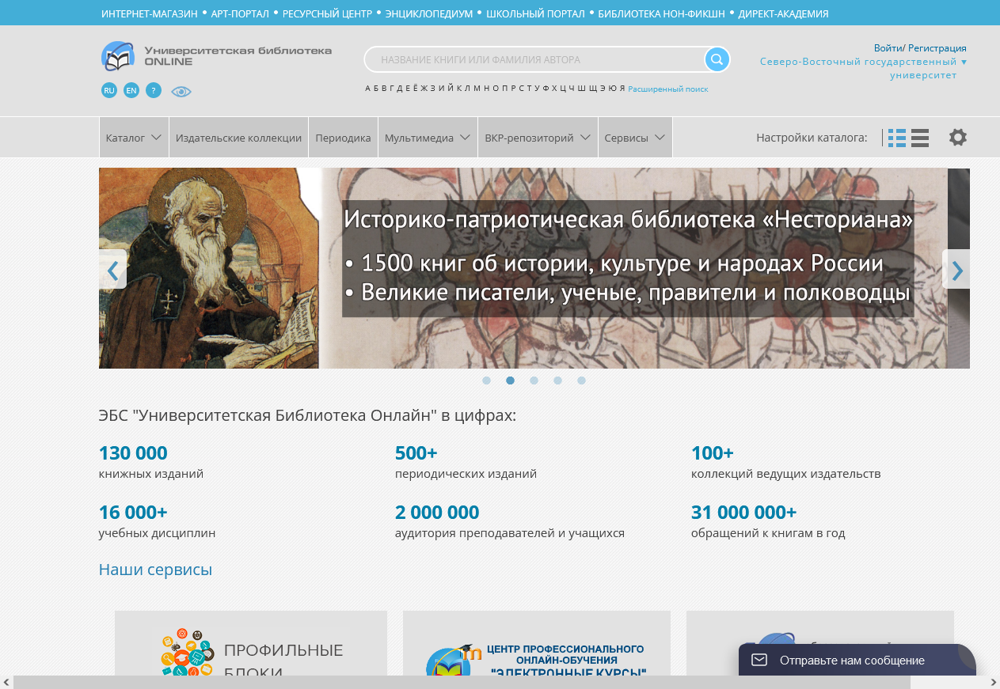 ИНТЕРНЕТ-МАГАЗИН • АРТ-ПОРТАЛ • РЕСУРСНЫЙ ЦЕНТР • ЭНЦИКЛОПЕДИУМ • ШКОЛЬНЫЙ ПОРТАЛ • БИБЛИОТЕКА НОН-ФИКШН • ДИРЕКТ-АКАДЕМИЯ
Университетская библиотека
ONLINE
НАЗВАНИЕ КНИГИ ИЛИ ФАМИЛИЯ АВТОРА
Войти/ Регистрация
Северо-Восточный государственный ▼
университет
RU EN ?
А Б В Г Д Е Ё Ж З И Й К Л М Н О П Р С Т У Ф Х Ц Ч Ш Щ Э Ю Я Расширенный поиск
Каталог Издательские коллекции Периодика Мультимедиа ВКР-репозиторий Сервисы Настройки каталога:
Историко-патриотическая библиотека «Несториана»
• 1500 книг об истории, культуре и народах России
• Великие писатели, ученые, правители и полководцы
ЭБС "Университетская Библиотека Онлайн" в цифрах:
130 000 500+ 100+
книжных изданий периодических изданий коллекций ведущих издательств
16 000+ 2 000 000 31 000 000+
учебных дисциплин аудитория преподавателей и учащихся обращений к книгам в год
Наши сервисы
ПРОФИЛЬНЫЕ
БЛОКИ
ЦЕНТР ПРОФЕССИОНАЛЬНОГО
ОНЛАЙН-ОБУЧЕНИЯ
"ЭЛЕКТРОННЫЕ КУРСЫ"
Отправьте нам сообщение